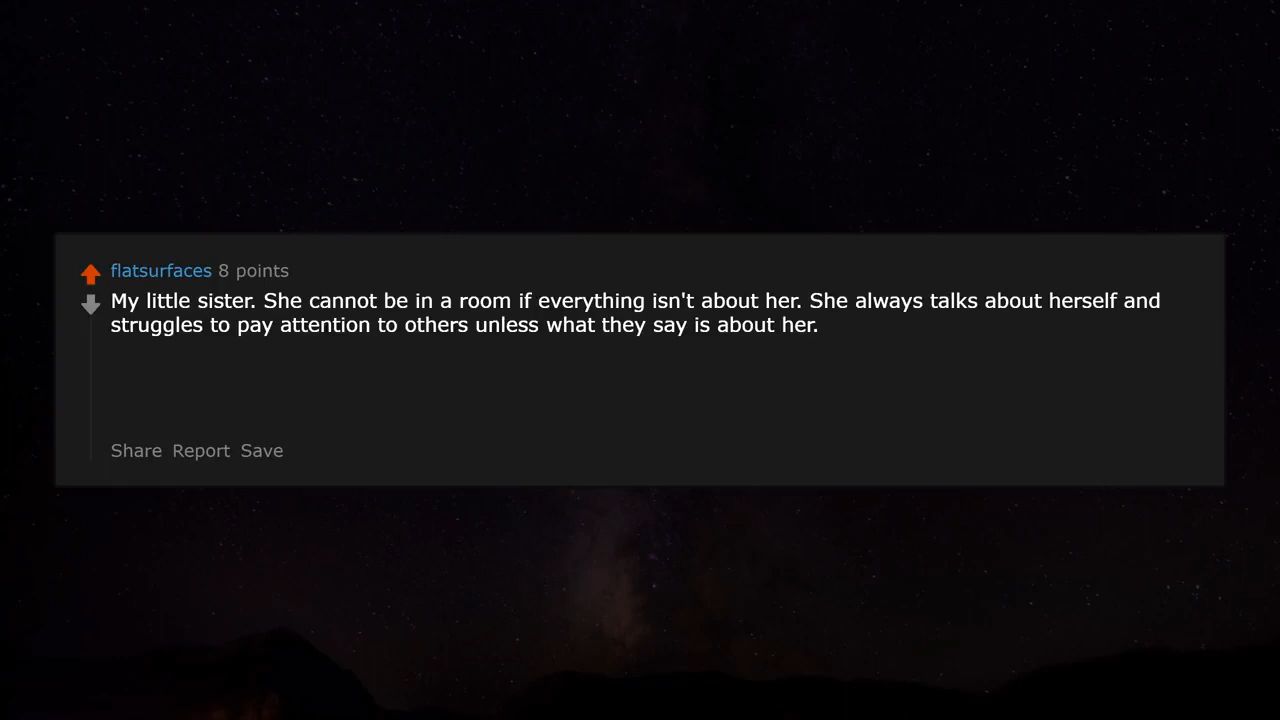 flatsurfaces 8 points
My little sister. She cannot be in a room if everything isn't about her. She always talks about herself and
struggles to pay attention to others unless what they say is about her.
Share Report Save